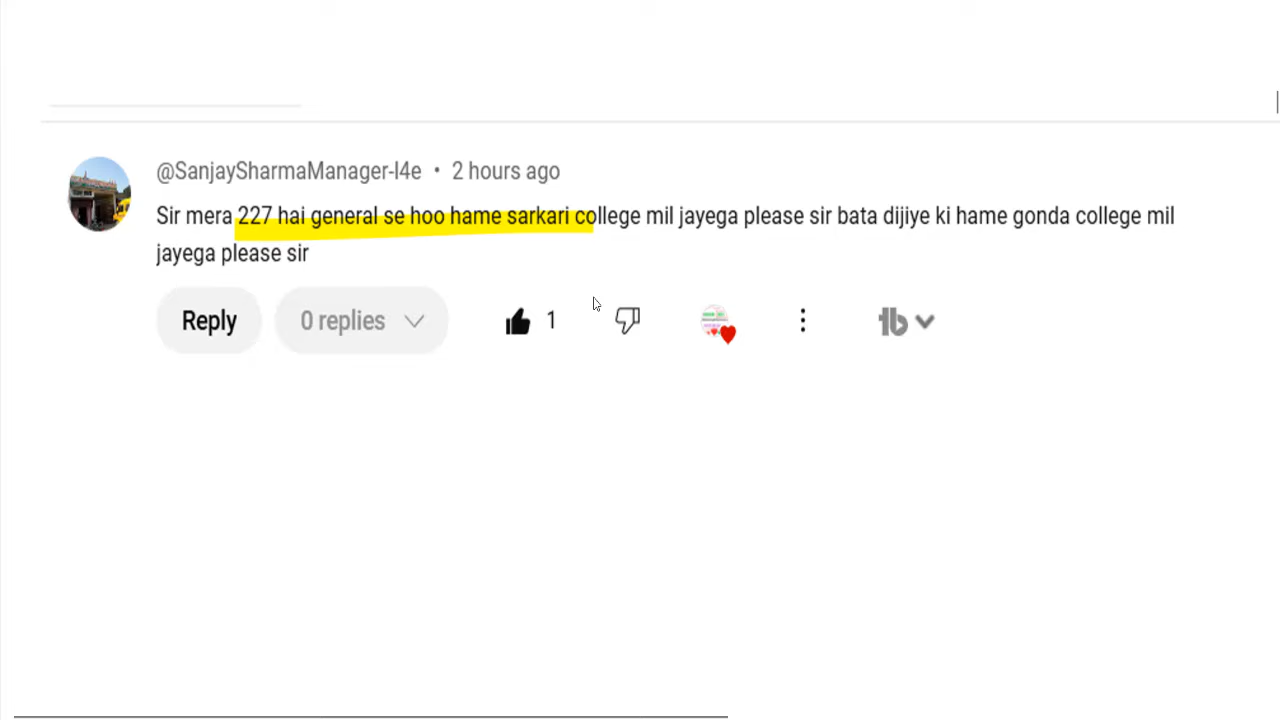 @SanjaySharmaManager-l4e • 2 hours ago
Sir mera 227 hai general se hoo hame sarkari college mil jayega please sir bata dijiye ki hame gonda college mil
jayega please sir
Reply 0 replies 1